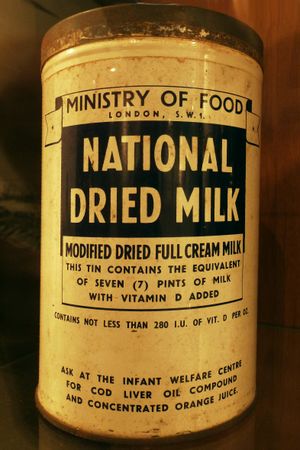 MINISTRY OF FOOD
LONDON, S.W.1.
NATIONAL
DRIED MILK
MODIFIED DRIED FULL CREAM MILK
THIS TIN CONTAINS THE EQUIVALENT
OF SEVEN (7) PINTS OF MILK
WITH VITAMIN D ADDED
CONTAINS NOT LESS THAN 280 I.U. OF VIT. D PER OZ.
ASK AT THE INFANT WELFARE CENTRE
FOR COD LIVER OIL COMPOUND
AND CONCENTRATED ORANGE JUICE.